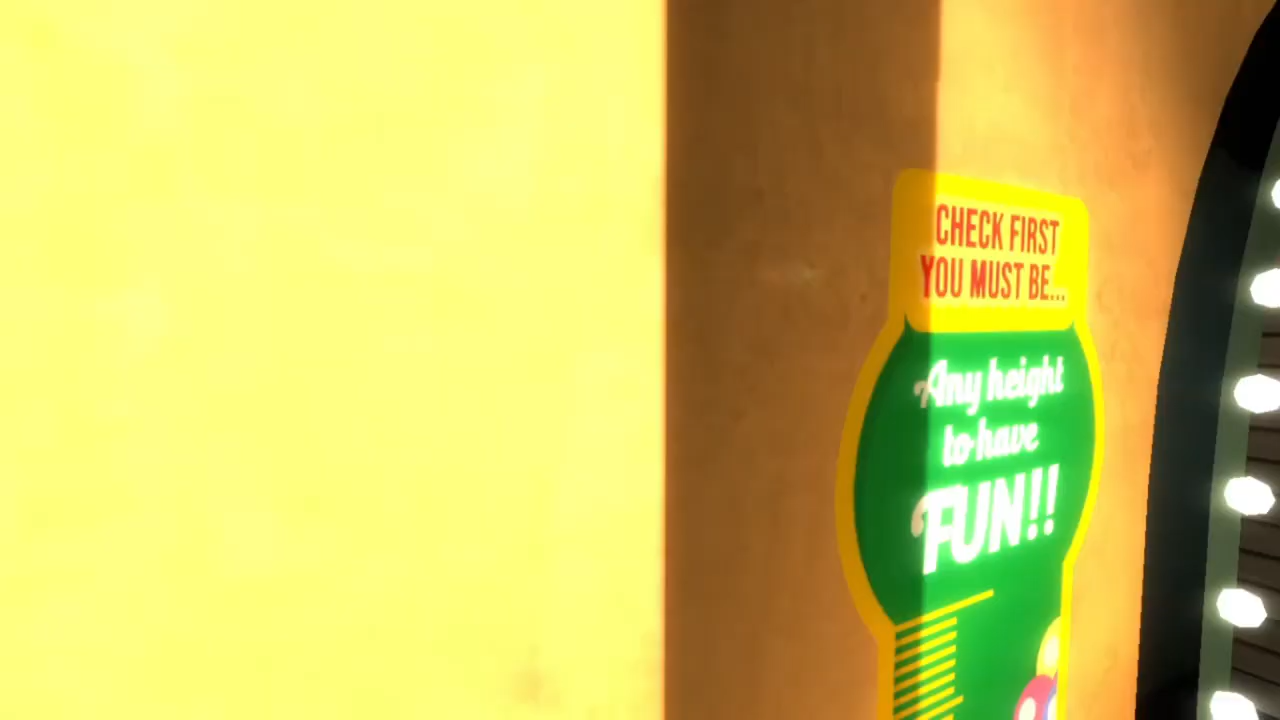 CHECK FIRST
YOU MUST BE...
Any height
to have
FUN!!